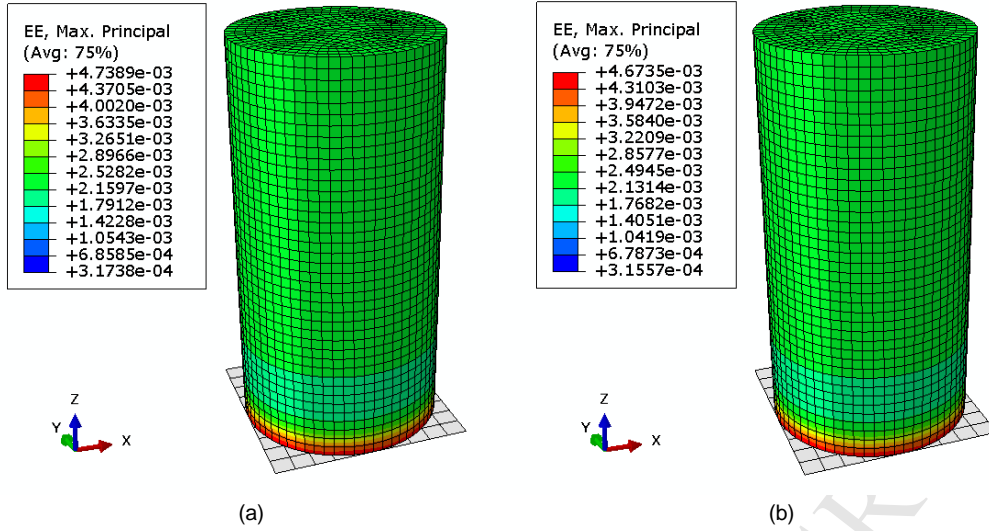 EE, Max. Principal
(Avg: 75%)
+4.7389e-03
+4.3705e-03
+4.0020e-03
+3.6335e-03
+3.2651e-03
+2.8966e-03
+2.5282e-03
+2.1597e-03
+1.7912e-03
+1.4228e-03
+1.0543e-03
+6.8585e-04
+3.1738e-04
Z
Y
X
(a)
EE, Max. Principal
(Avg: 75%)
+4.6735e-03
+4.3103e-03
+3.9472e-03
+3.5840e-03
+3.2209e-03
+2.8577e-03
+2.4945e-03
+2.1314e-03
+1.7682e-03
+1.4051e-03
+1.0419e-03
+6.7873e-04
+3.1557e-04
Z
Y
X
(b)